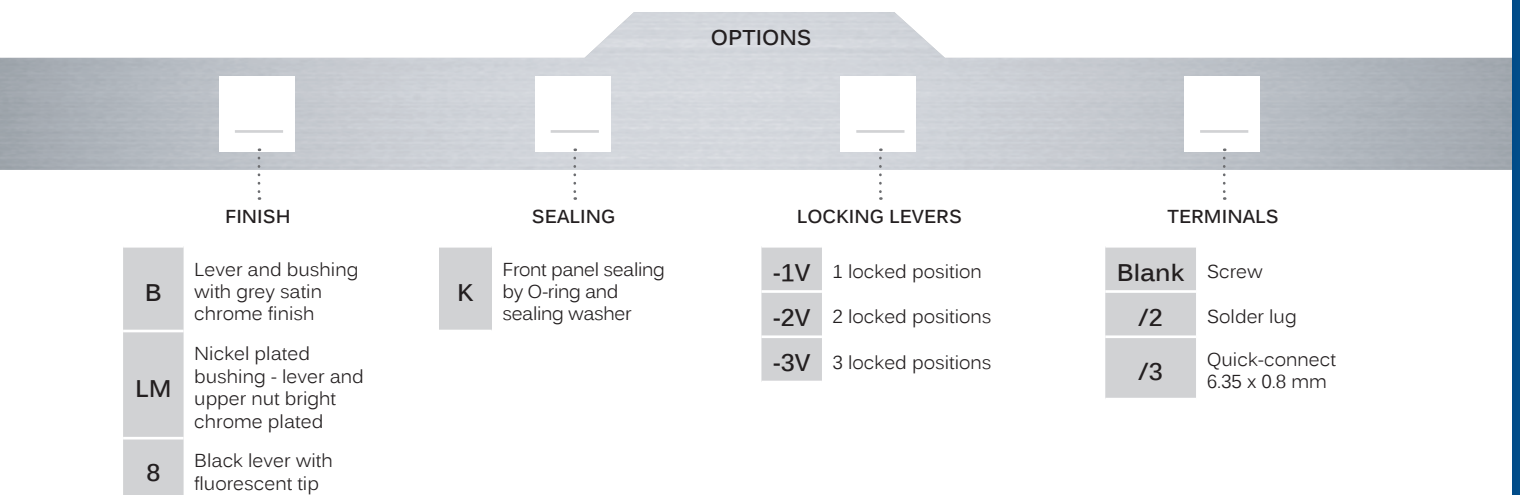 OPTIONS
FINISH
B
Lever and bushing
with grey satin
chrome finish
LM
Nickel plated
bushing - lever and
upper nut bright
chrome plated
8
Black lever with
fluorescent tip
SEALING
K
Front panel sealing
by O-ring and
sealing washer
LOCKING LEVERS
-1V 1 locked position
-2V 2 locked positions
-3V 3 locked positions
TERMINALS
Blank Screw
/2 Solder lug
/3
Quick-connect
6.35 x 0.8 mm